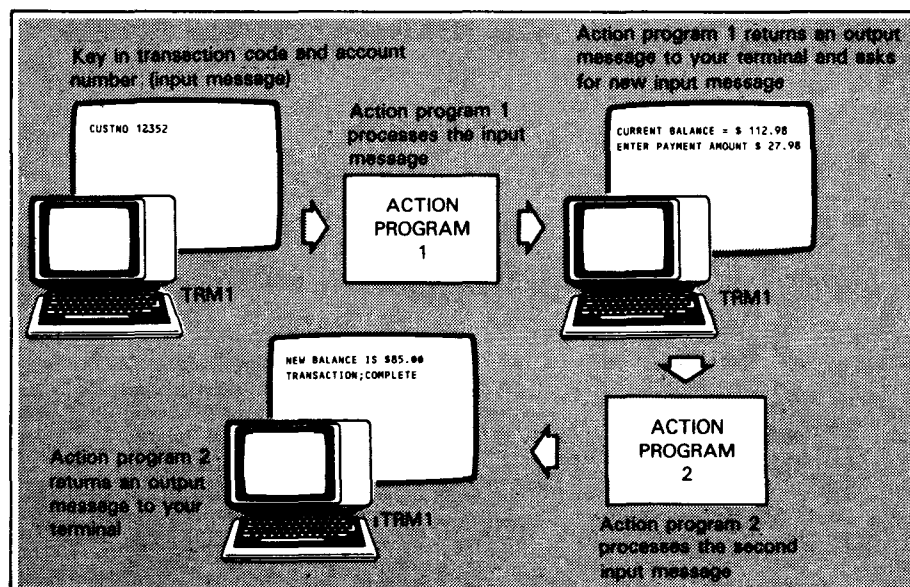 Key in transaction code and account
number (input message)
CUSTNO 12352
TRM1
Action program 1
processes the input
message
ACTION
PROGRAM
1
Action program 1 returns an output
message to your terminal and asks
for new input message
CURRENT BALANCE = $ 112.98
ENTER PAYMENT AMOUNT $ 27.98
TRM1
ACTION
PROGRAM
2
Action program 2
processes the second
input message
NEW BALANCE IS $85.00
TRANSACTION;COMPLETE
TRM1
Action program 2
returns an output
message to your
terminal